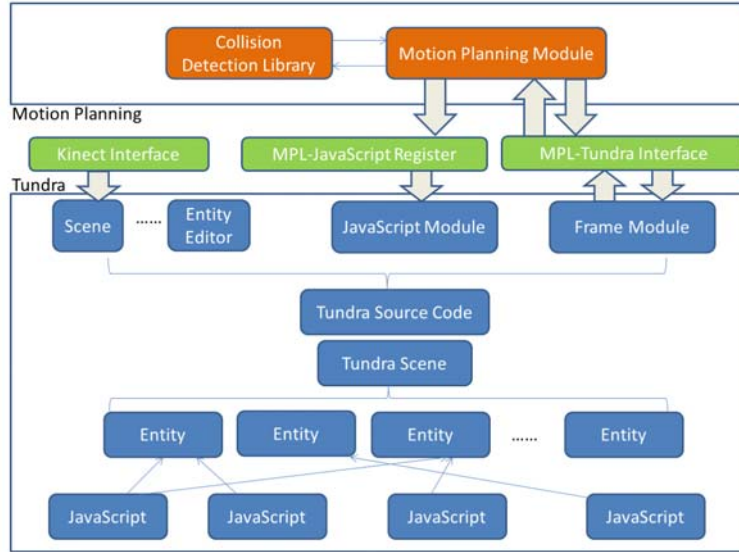 Collision
Detection Library
Motion Planning Module
Motion Planning
Kinect Interface
MPL-JavaScript Register
MPL-Tundra Interface
Tundra
Scene
......
Entity
Editor
JavaScript Module
Frame Module
Tundra Source Code
Tundra Scene
Entity
Entity
Entity
......
Entity
JavaScript
JavaScript
JavaScript
JavaScript